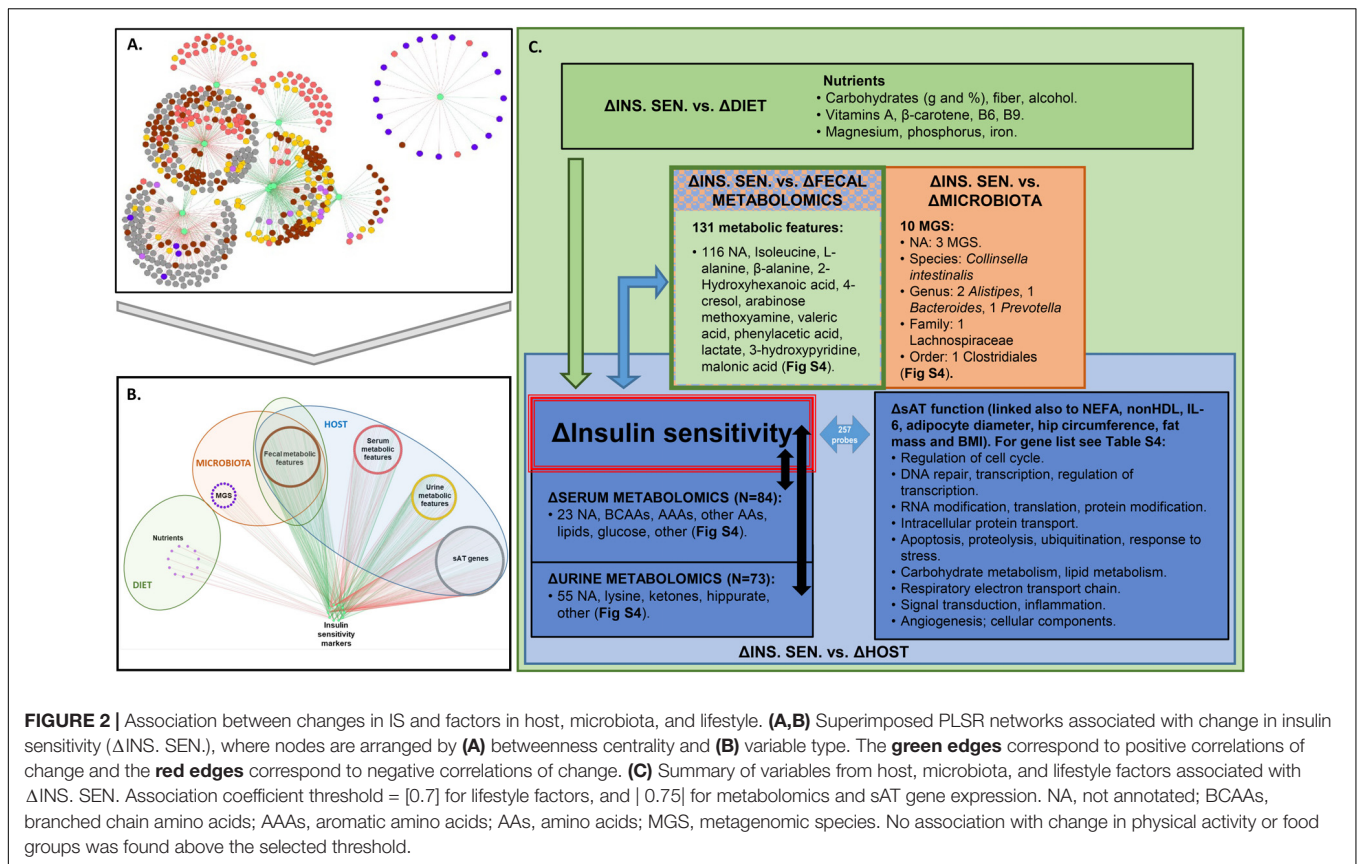 A.
B.
HOST
MICROBIOTA
DIET
Fecal metabolic
features
Serum
metabolic
features
Urine
metabolic
features
MGS
Nutrients
sAT genes
Insulin
sensitivity
markers
C.
ΔINS. SEN. vs. ΔDIET
Nutrients
• Carbohydrates (g and %), fiber, alcohol.
• Vitamins A, β-carotene, B6, B9.
• Magnesium, phosphorus, iron.
ΔINS. SEN. vs. ΔFECAL
METABOLOMICS
131 metabolic features:
• 116 NA, Isoleucine, L-
alanine, β-alanine, 2-
Hydroxyhexanoic acid, 4-
cresol, arabinose
methoxyamine, valeric
acid, phenylacetic acid,
lactate, 3-hydroxypyridine,
malonic acid (Fig S4).
ΔINS. SEN. vs.
ΔMICROBIOTA
10 MGS:
• NA: 3 MGS.
• Species: Collinsella
intestinalis
• Genus: 2 Alistipes, 1
Bacteroides, 1 Prevotella
• Family: 1
Lachnospiraceae
• Order: 1 Clostridiales
(Fig S4).
ΔInsulin sensitivity
257
probes
ΔSERUM METABOLOMICS (N=84):
• 23 NA, BCAAs, AAAs, other AAs,
lipids, glucose, other (Fig S4).
ΔURINE METABOLOMICS (N=73):
• 55 NA, lysine, ketones, hippurate,
other (Fig S4).
ΔsAT function (linked also to NEFA, nonHDL, IL-
6, adipocyte diameter, hip circumference, fat
mass and BMI). For gene list see Table S4:
• Regulation of cell cycle.
• DNA repair, transcription, regulation of
transcription.
• RNA modification, translation, protein modification.
• Intracellular protein transport.
• Apoptosis, proteolysis, ubiquitination, response to
stress.
• Carbohydrate metabolism, lipid metabolism.
• Respiratory electron transport chain.
• Signal transduction, inflammation.
• Angiogenesis; cellular components.
ΔINS. SEN. vs. ΔHOST
FIGURE 2 | Association between changes in IS and factors in host, microbiota, and lifestyle. (A,B) Superimposed PLSR networks associated with change in insulin
sensitivity (ΔINS. SEN.), where nodes are arranged by (A) betweenness centrality and (B) variable type. The green edges correspond to positive correlations of
change and the red edges correspond to negative correlations of change. (C) Summary of variables from host, microbiota, and lifestyle factors associated with
ΔINS. SEN. Association coefficient threshold = [0.7] for lifestyle factors, and | 0.75| for metabolomics and sAT gene expression. NA, not annotated; BCAAs,
branched chain amino acids; AAAs, aromatic amino acids; AAs, amino acids; MGS, metagenomic species. No association with change in physical activity or food
groups was found above the selected threshold.